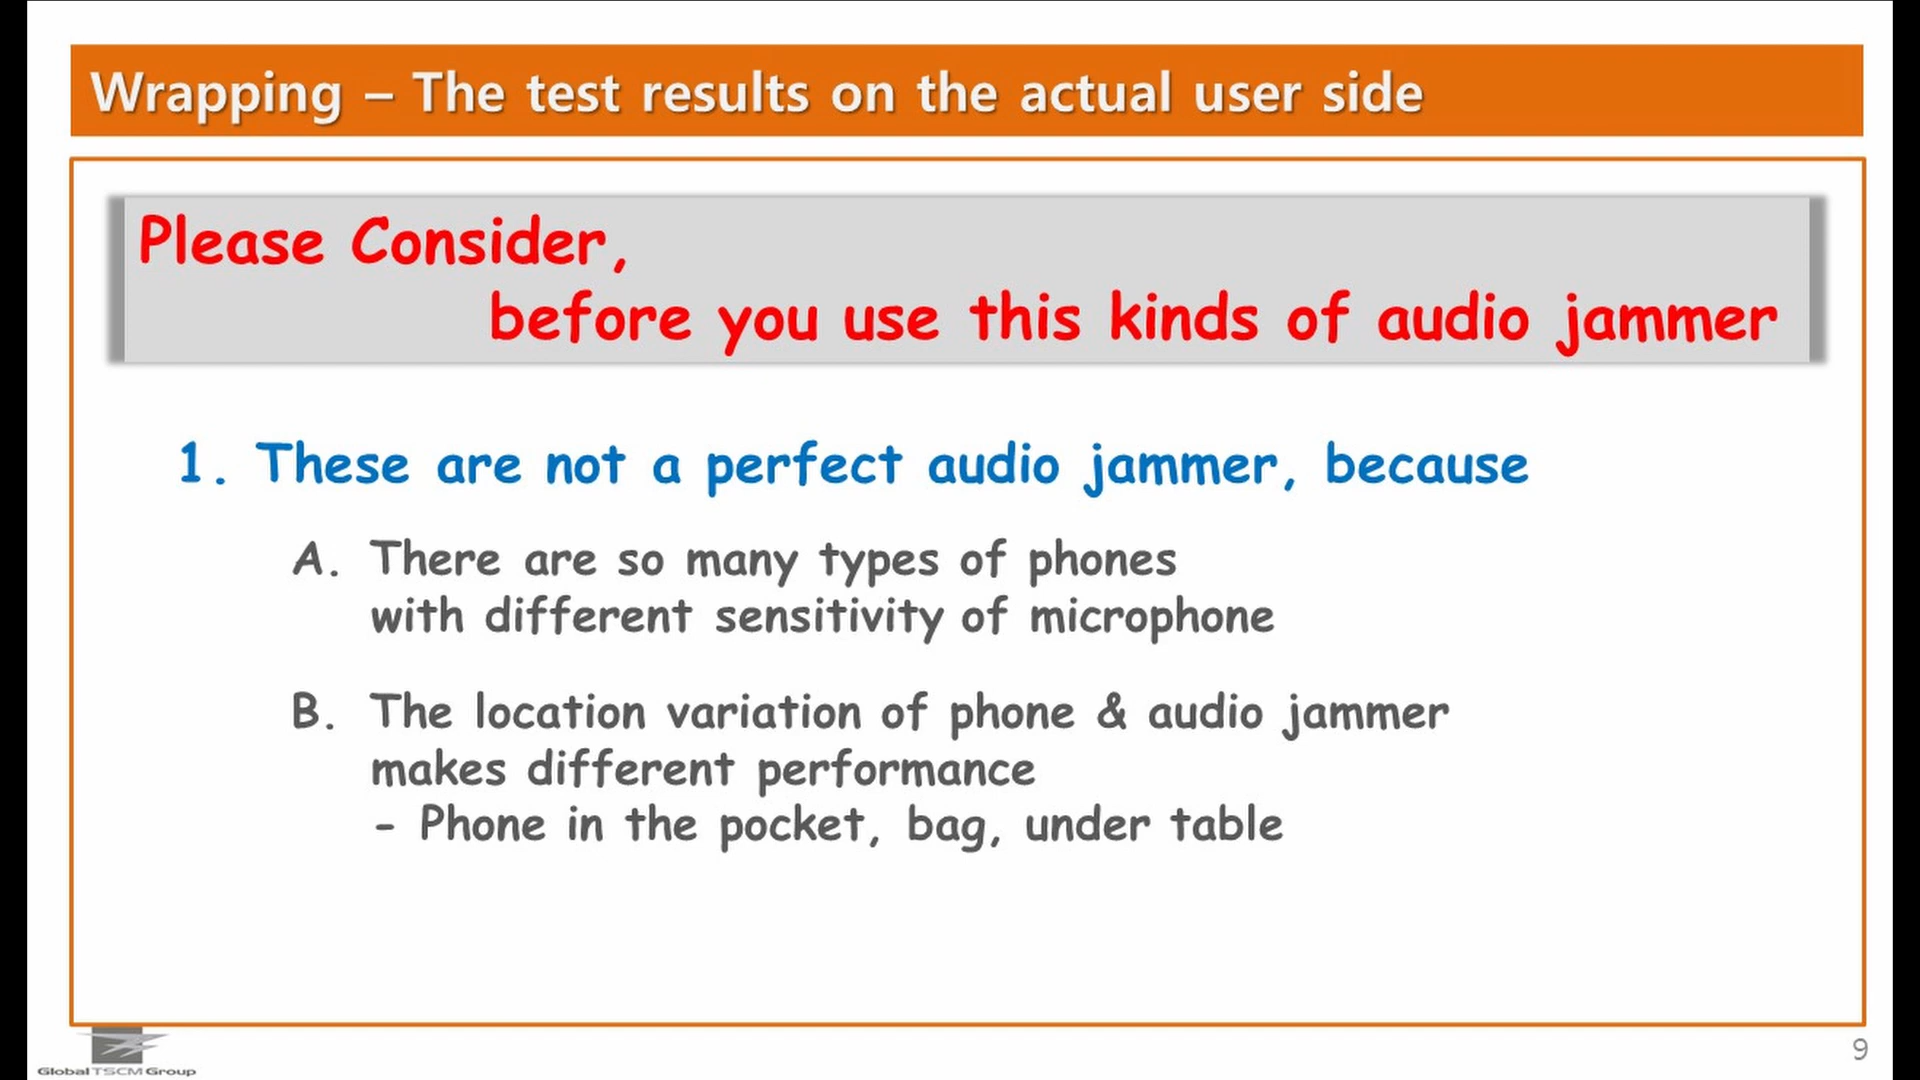 Wrapping – The test results on the actual user side
Please Consider,
before you use this kinds of audio jammer
1. These are not a perfect audio jammer, because
A. There are so many types of phones
with different sensitivity of microphone
B. The location variation of phone & audio jammer
makes different performance
- Phone in the pocket, bag, under table
Global TSCM Group
9